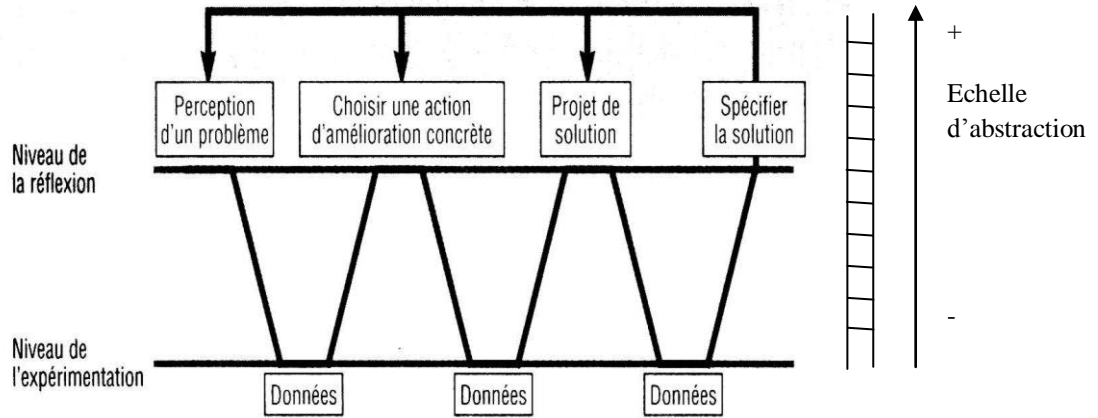 Perception
d'un problème
Choisir une action
d'amélioration concrète
Projet de
solution
Spécifier
la solution
Niveau de
la réflexion
Niveau de
l'expérimentation
Données
Données
Données
+
Echelle
d'abstraction
-